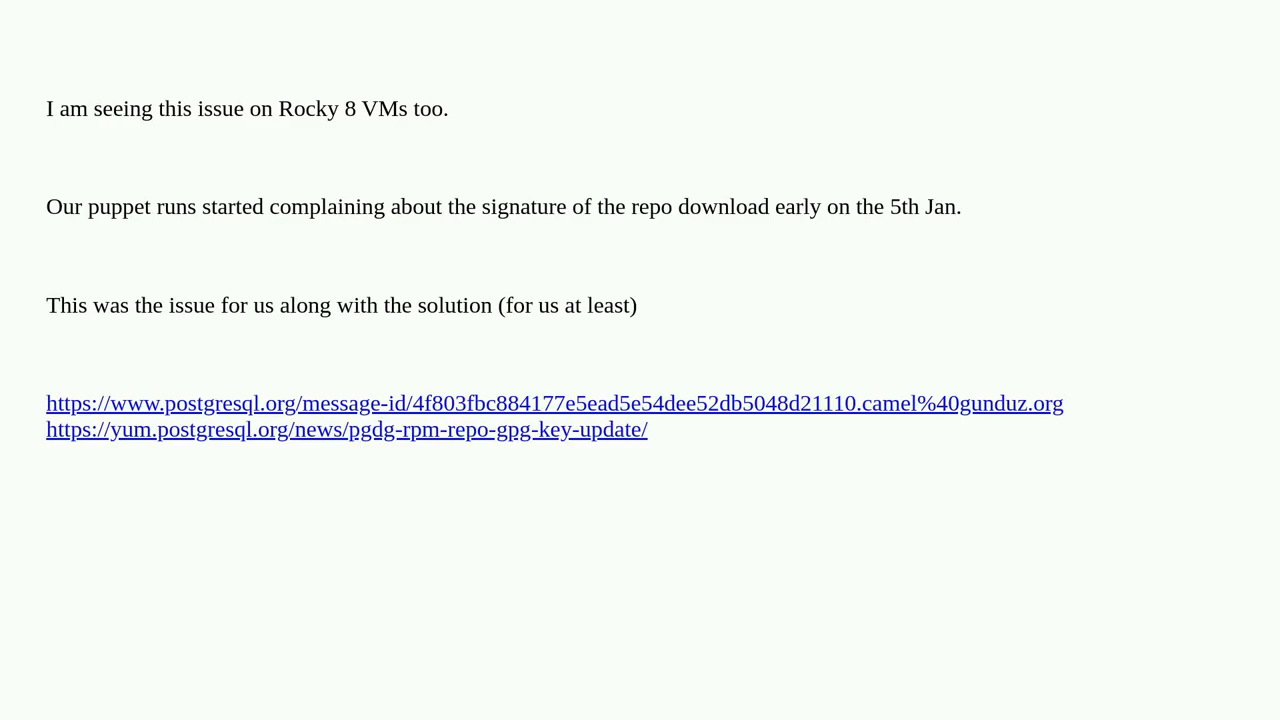 I am seeing this issue on Rocky 8 VMs too.
Our puppet runs started complaining about the signature of the repo download early on the 5th Jan.
This was the issue for us along with the solution (for us at least)
https://www.postgresql.org/message-id/4f803fbc884177e5ead5e54dee52db5048d21110.camel%40gunduz.org
https://yum.postgresql.org/news/pgdg-rpm-repo-gpg-key-update/